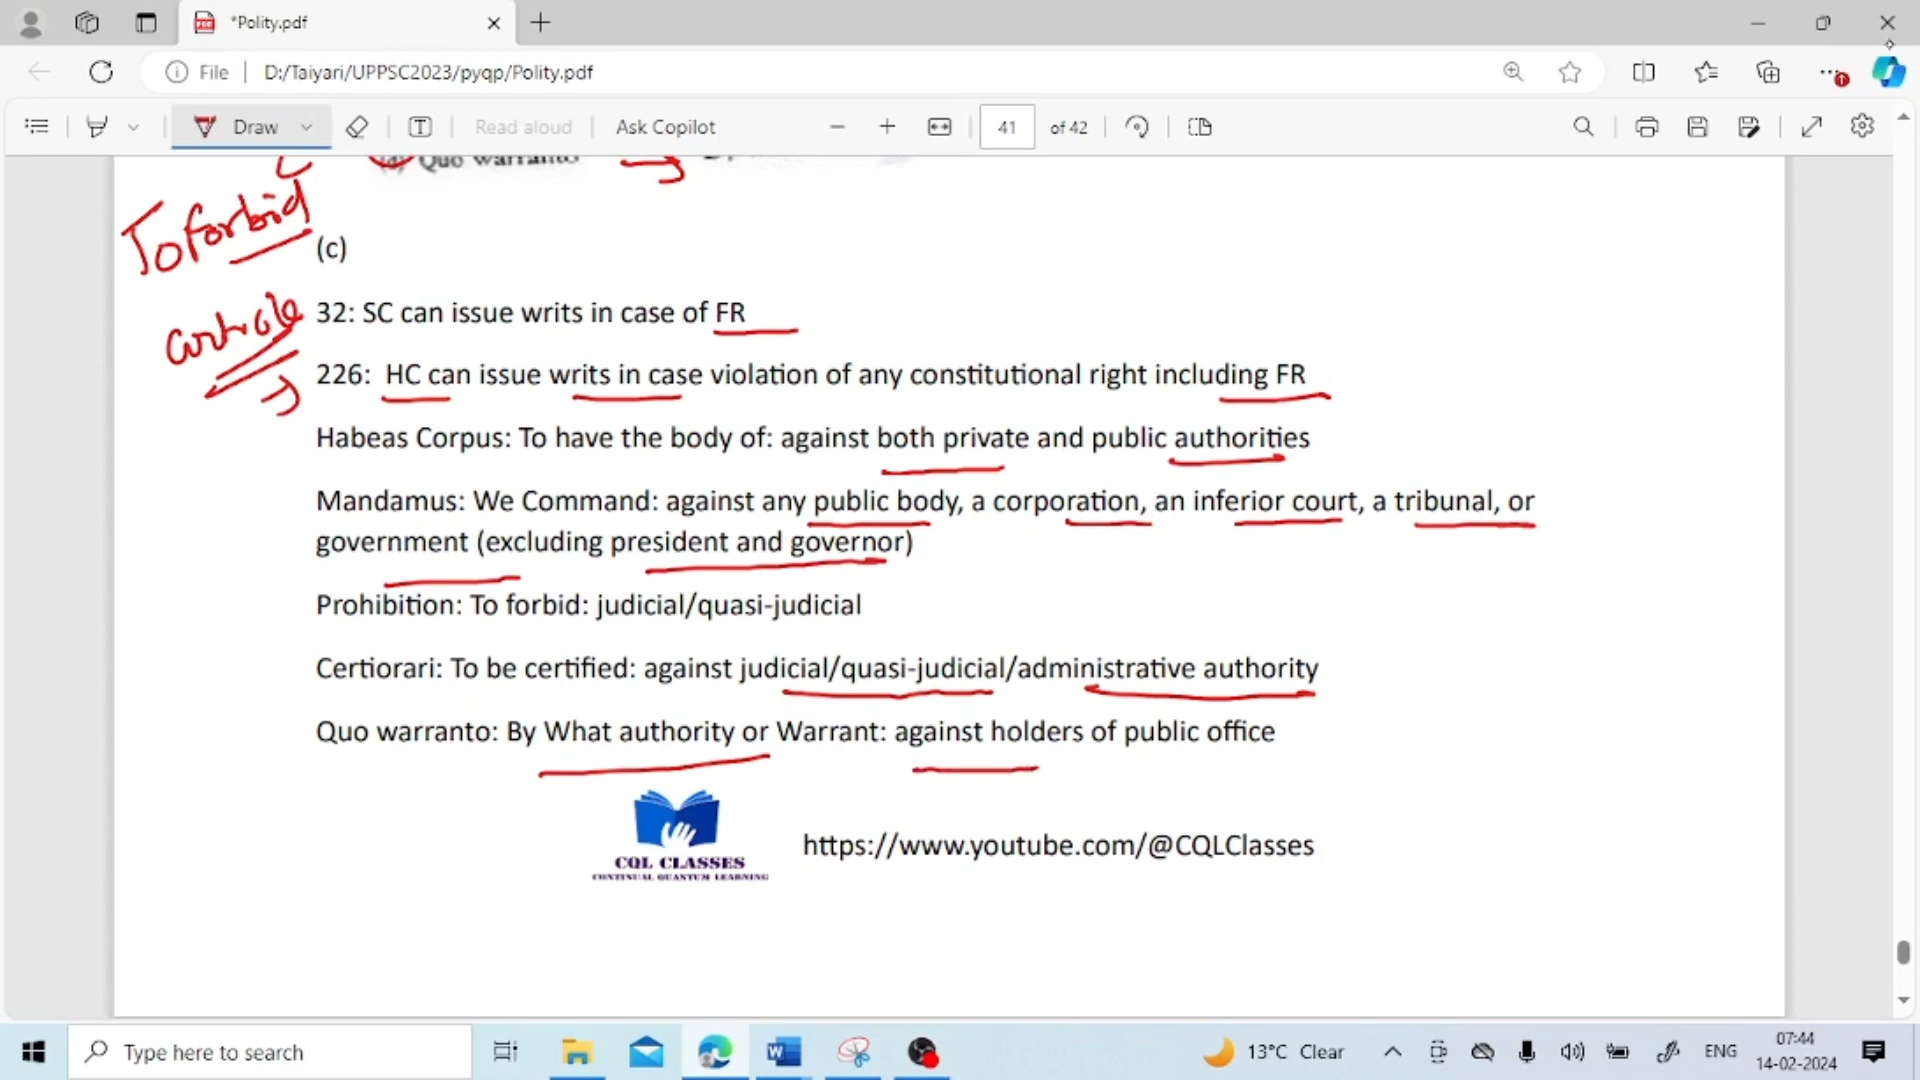 *Polity.pdf
File
D:/Taiyari/UPPSC2023/pyqp/Polity.pdf
Draw
Read aloud
Ask Copilot
41
of 42
(d) Quo warranto
To forbid
(c)
32: SC can issue writs in case of FR
226: HC can issue writs in case violation of any constitutional right including FR
Habeas Corpus: To have the body of: against both private and public authorities
Mandamus: We Command: against any public body, a corporation, an inferior court, a tribunal, or
government (excluding president and governor)
Prohibition: To forbid: judicial/quasi-judicial
Certiorari: To be certified: against judicial/quasi-judicial/administrative authority
Quo warranto: By What authority or Warrant: against holders of public office
CQL CLASSES
CONTINUAL QUANTUM LEARNING
https://www.youtube.com/@CQLClasses
Type here to search
13°C Clear
ENG
07:44
14-02-2024